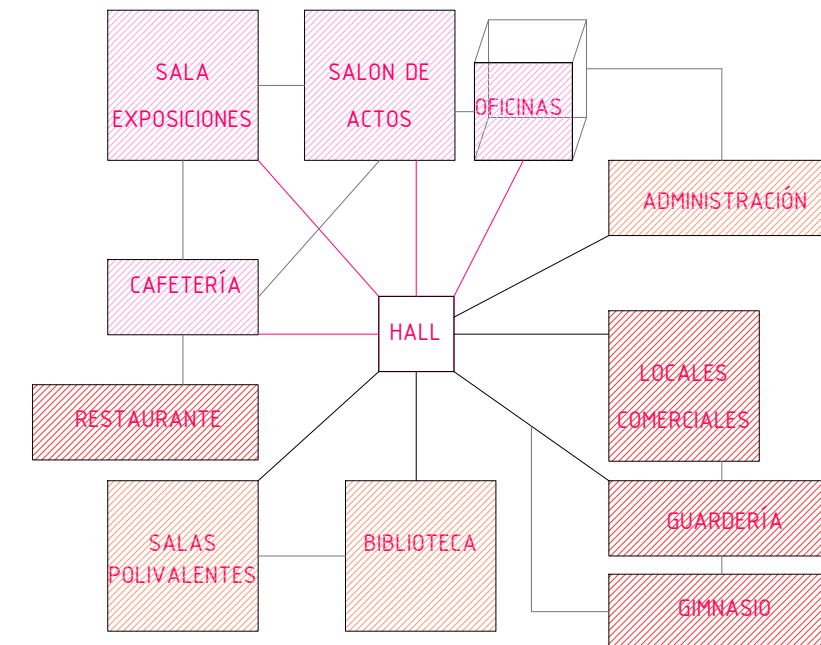 SALA
EXPOSICIONES
SALON DE
ACTOS
OFICINAS
ADMINISTRACIÓN
CAFETERÍA
HALL
LOCALES
COMERCIALES
RESTAURANTE
SALAS
POLIVALENTES
BIBLIOTECA
GUARDERÍA
GIMNASIO